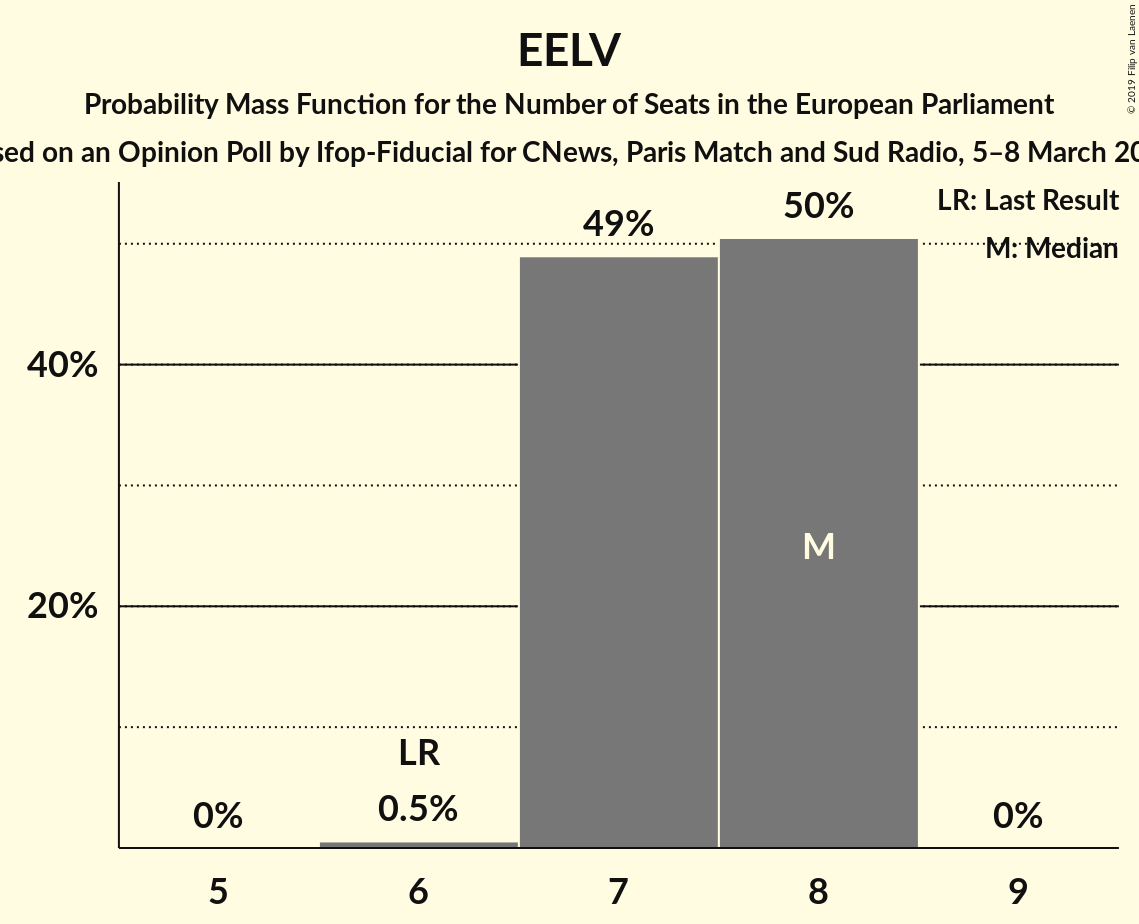 EELV
Probability Mass Function for the Number of Seats in the European Parliament
on an Opinion Poll by Ifop-Fiducial for CNews, Paris Match and Sud Radio, 5–8 March
© 2019 Filip van Laenen
LR: Last Result
M: Median
49%
50%
40%
20%
M
LR
0%
0.5%
0%
5
6
7
8
9